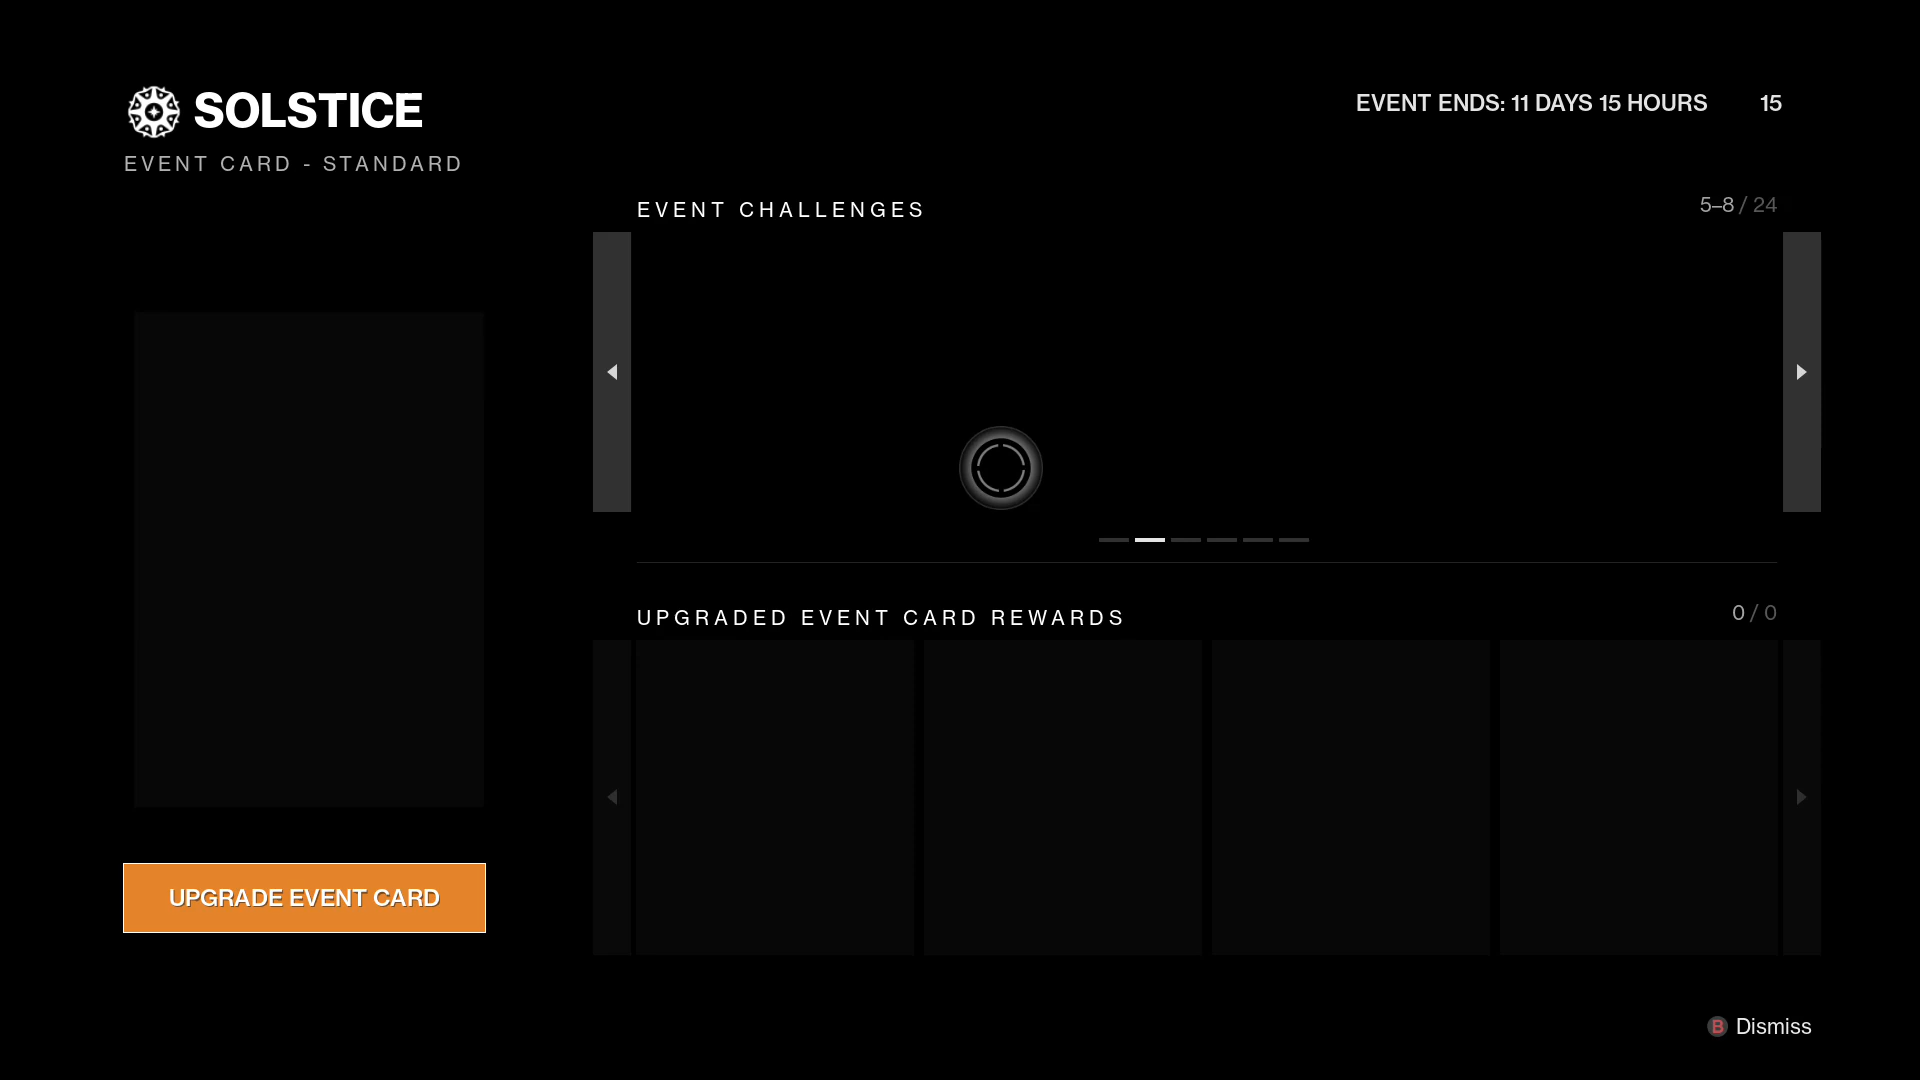 SOLSTICE
EVENT CARD - STANDARD
EVENT ENDS: 11 DAYS 15 HOURS
15
EVENT CHALLENGES
5–8 / 24
UPGRADED EVENT CARD REWARDS
0 / 0
UPGRADE EVENT CARD
B Dismiss